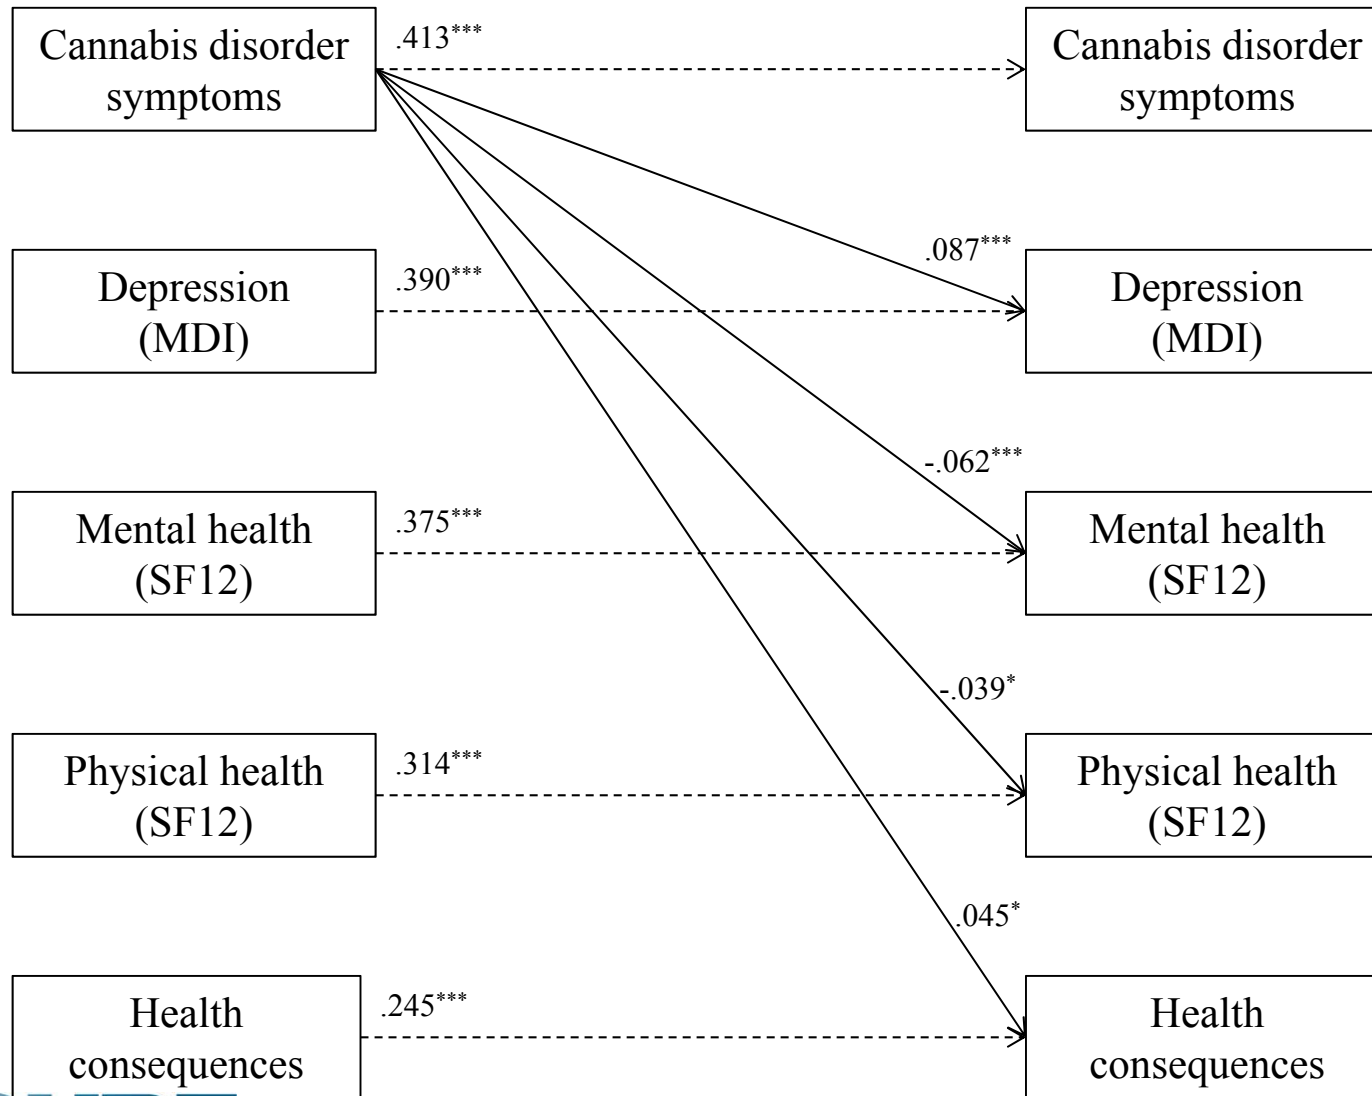 Cannabis disorder
symptoms
.413***
Cannabis disorder
symptoms
Depression
(MDI)
.390***
.087***
Depression
(MDI)
Mental health
(SF12)
.375***
-.062***
Mental health
(SF12)
Physical health
(SF12)
.314***
-.039*
Physical health
(SF12)
Health
consequences
.245***
.045*
Health
consequences